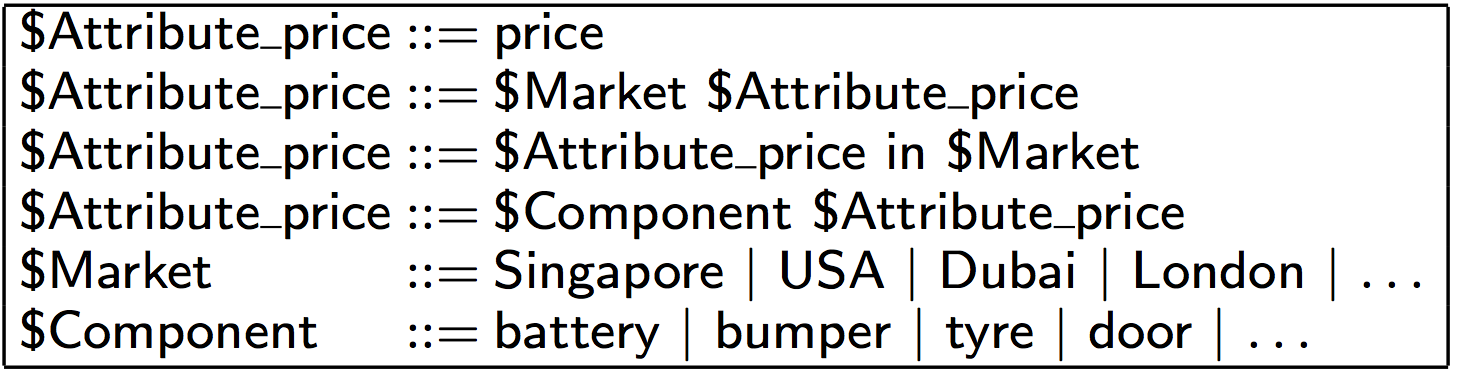 $Attribute_price ::= price
$Attribute_price ::= $Market $Attribute_price
$Attribute_price ::= $Attribute_price in $Market
$Attribute_price ::= $Component $Attribute_price
$Market ::= Singapore | USA | Dubai | London | ...
$Component ::= battery | bumper | tyre | door | ...